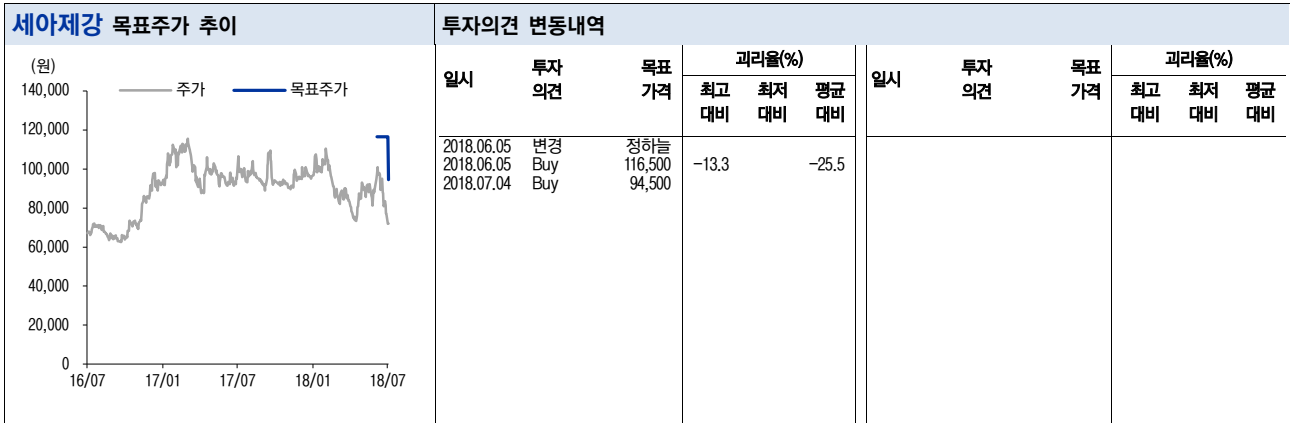 세아제강 목표주가 추이
(원)
주가 목표주가
140,000
120,000
100,000
80,000
60,000
40,000
20,000
0
16/07 17/01 17/07 18/01 18/07
투자의견 변동내역
일시 투자의견 목표가격 괴리율(%)
최고대비 최저대비 평균대비
2018.06.05 변경 정하늘
2018.06.05 Buy 116,500 -13.3 -25.5
2018.07.04 Buy 94,500
일시 투자의견 목표가격 괴리율(%)
최고대비 최저대비 평균대비